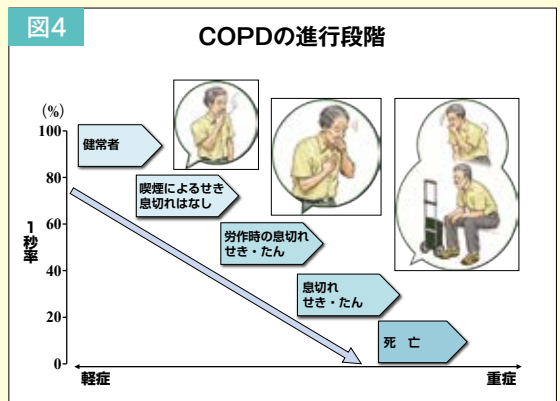 図4
COPDの進行段階
(%)
100
80
60
40
20
0
1秒率
健常者
喫煙によるせき
息切れはなし
労作時の息切れ
せき・たん
息切れ
せき・たん
死 亡
軽症
重症